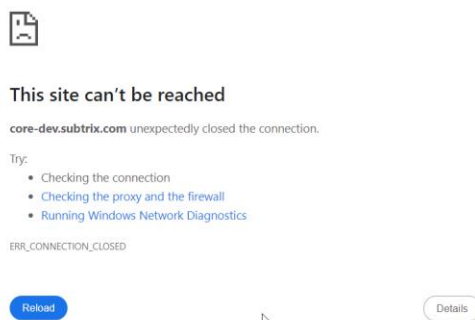 This site can’t be reached
core-dev.subtrix.com unexpectedly closed the connection.
Try:
• Checking the connection
• Checking the proxy and the firewall
• Running Windows Network Diagnostics
ERR_CONNECTION_CLOSED
Reload
Details